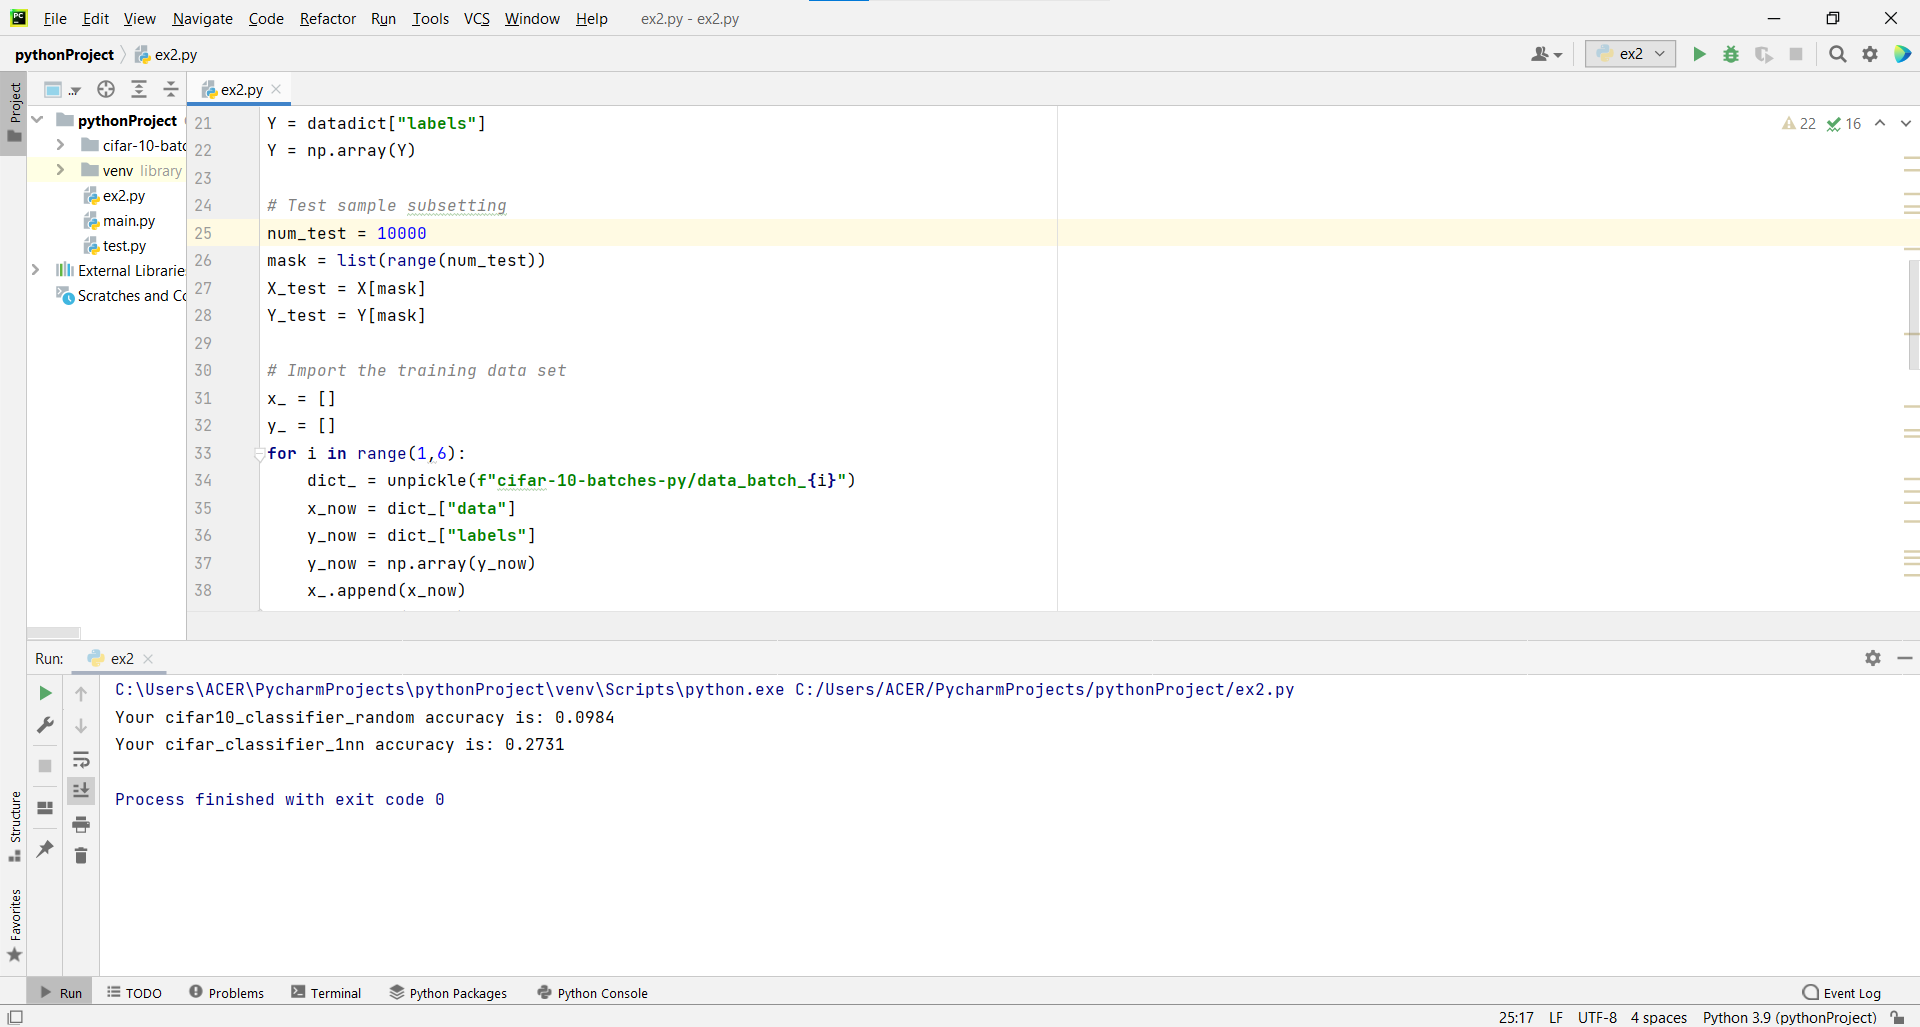 File Edit View Navigate Code Refactor Run Tools VCS Window Help ex2.py - ex2.py
pythonProject ex2.py ex2
Project
ex2.py
pythonProject
cifar-10-batc
venv library
ex2.py
main.py
test.py
External Librarie
Scratches and Co
22 16
21 Y = datadict["labels"]
22 Y = np.array(Y)
23
24 # Test sample subsetting
25 num_test = 10000
26 mask = list(range(num_test))
27 X_test = X[mask]
28 Y_test = Y[mask]
29
30 # Import the training data set
31 x_ = []
32 y_ = []
33 for i in range(1,6):
34 dict_ = unpickle(f"cifar-10-batches-py/data_batch_{i}")
35 x_now = dict_["data"]
36 y_now = dict_["labels"]
37 y_now = np.array(y_now)
38 x_.append(x_now)
Run: ex2
C:\Users\ACER\PycharmProjects\pythonProject\venv\Scripts\python.exe C:/Users/ACER/PycharmProjects/pythonProject/ex2.py
Your cifar10_classifier_random accuracy is: 0.0984
Your cifar_classifier_1nn accuracy is: 0.2731
Process finished with exit code 0
Structure
Favorites
Run TODO Problems Terminal Python Packages Python Console Event Log
25:17 LF UTF-8 4 spaces Python 3.9 (pythonProject)